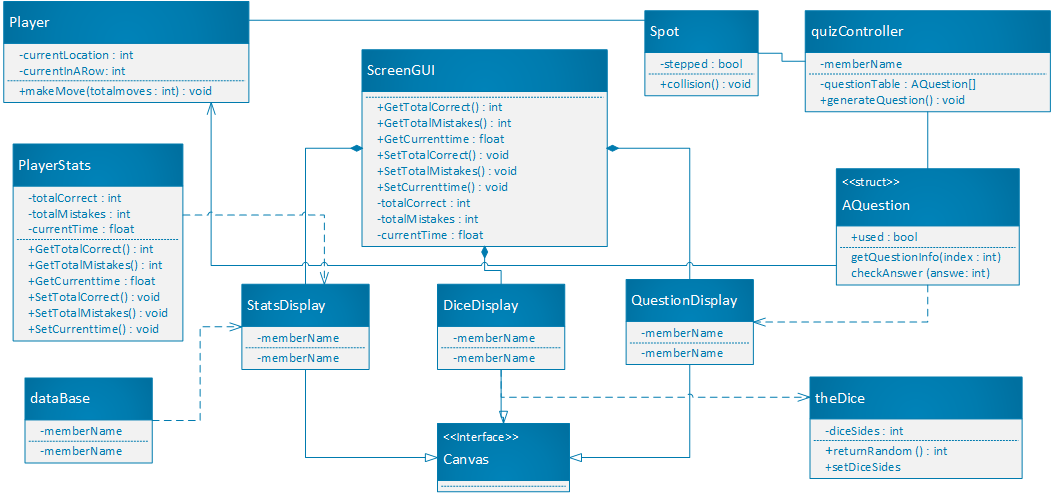 Player
-currentLocation : int
-currentInARow: int
+makeMove(totalmoves : int) : void
ScreenGUI
+GetTotalCorrect() : int
+GetTotalMistakes() : int
+GetCurrenttime : float
+SetTotalCorrect() : void
+SetTotalMistakes() : void
+SetCurrenttime() : void
-totalCorrect : int
-totalMistakes : int
-currentTime : float
Spot
-stepped : bool
+collision() : void
quizController
-memberName
-questionTable : AQuestion[]
+generateQuestion() : void
PlayerStats
-totalCorrect : int
-totalMistakes : int
-currentTime : float
+GetTotalCorrect() : int
+GetTotalMistakes() : int
+GetCurrenttime : float
+SetTotalCorrect() : void
+SetTotalMistakes() : void
+SetCurrenttime() : void
<<struct>>
AQuestion
+used : bool
getQuestionInfo(index : int)
checkAnswer (answe: int)
StatsDisplay
-memberName
-memberName
DiceDisplay
-memberName
-memberName
QuestionDisplay
-memberName
-memberName
dataBase
-memberName
-memberName
<<Interface>>
Canvas
theDice
-diceSides : int
+returnRandom () : int
+setDiceSides